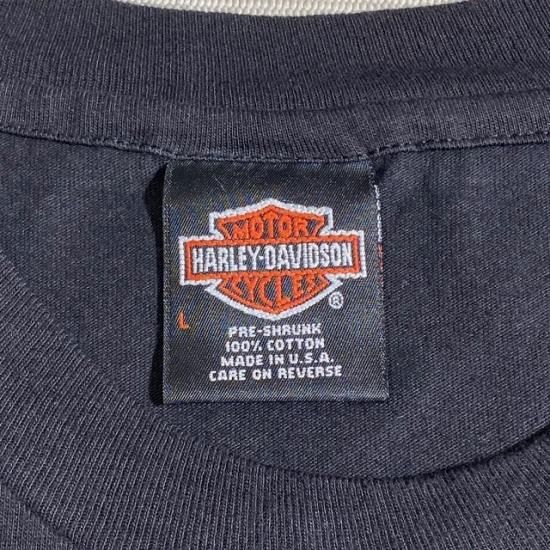 MOTOR
HARLEY-DAVIDSON
CYCLES
®
L
PRE-SHRUNK
100% COTTON
MADE IN U.S.A.
CARE ON REVERSE